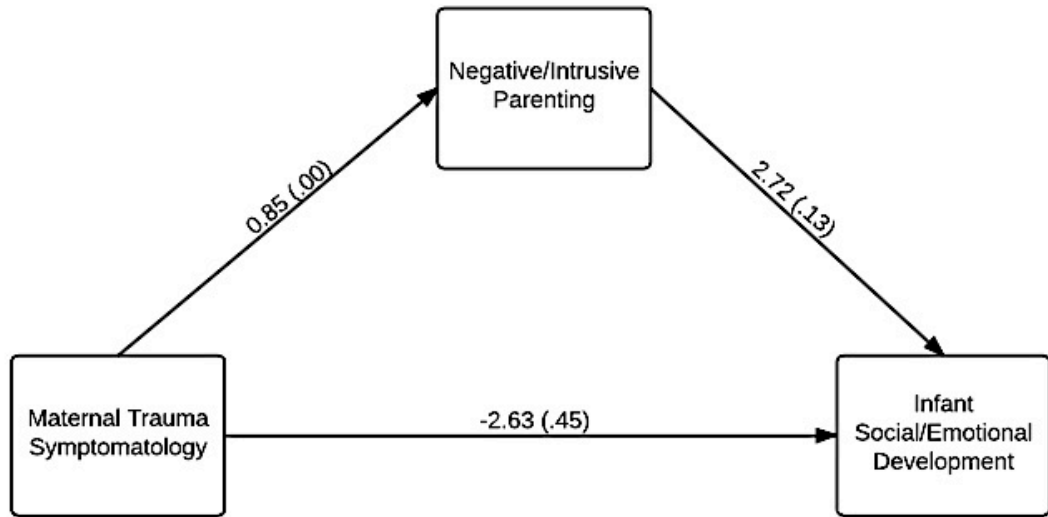 Negative/Intrusive
Parenting
0.85 (.00)
2.72 (.13)
Maternal Trauma
Symptomatology
-2.63 (.45)
Infant
Social/Emotional
Development